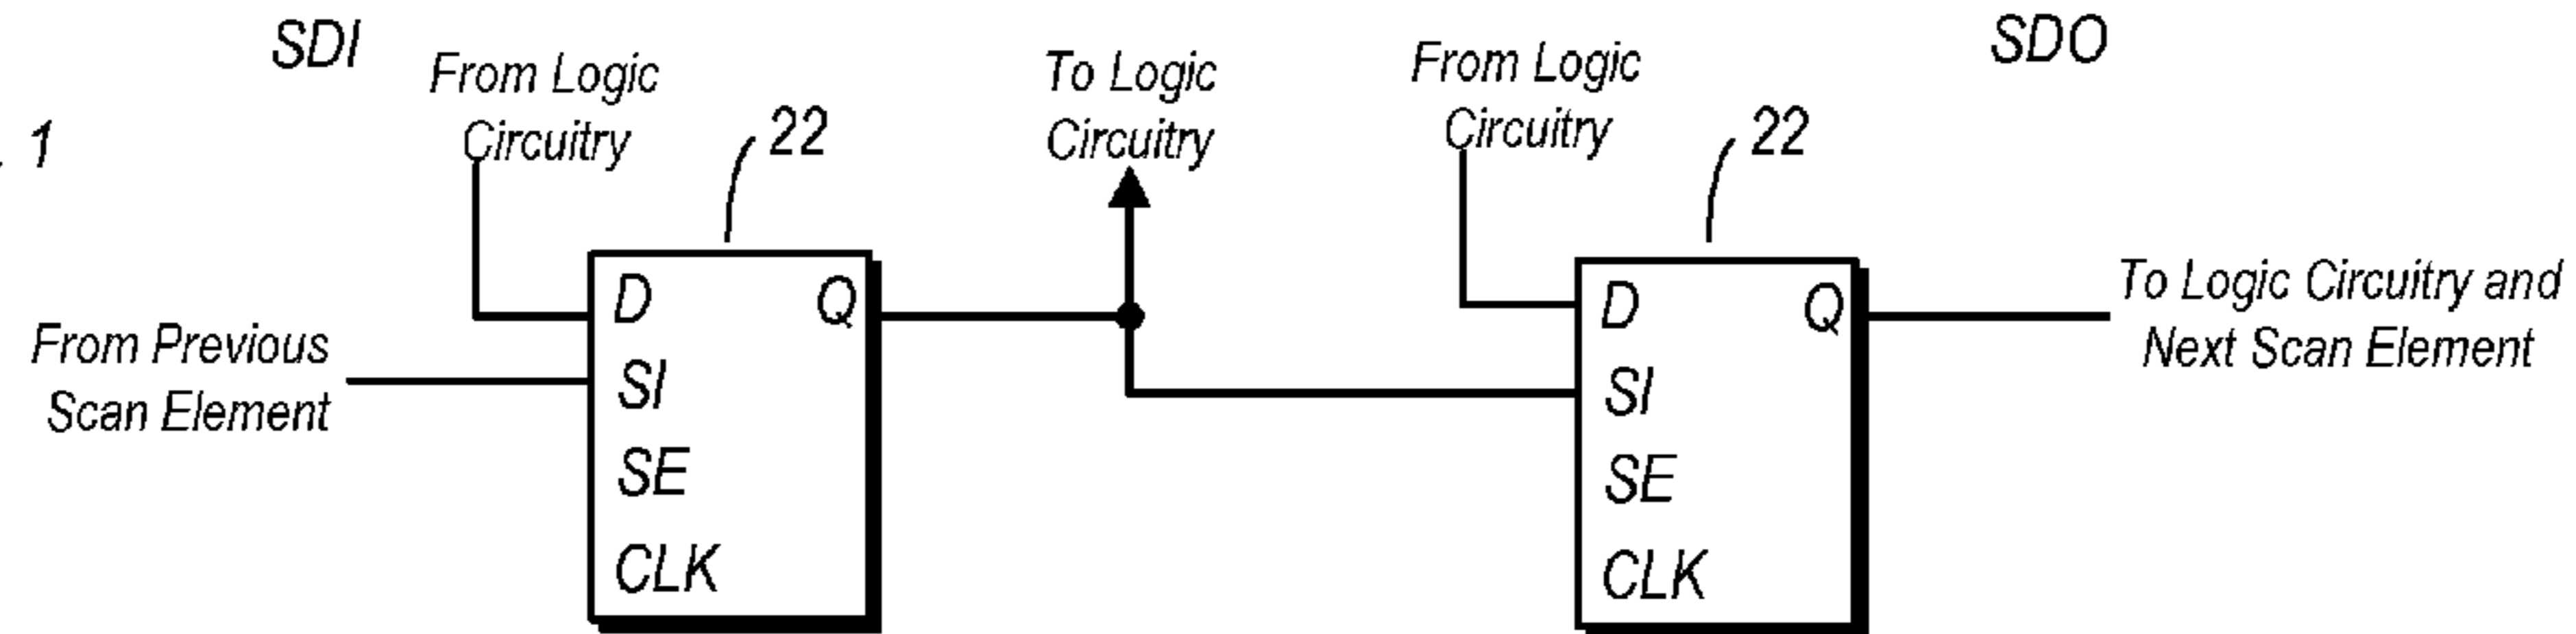 SDI
SDO
. 1
From Logic
Circuitry
22
To Logic
Circuitry
From Logic
Circuitry
22
From Previous
Scan Element
D
Q
SI
SE
CLK
D
Q
SI
SE
CLK
To Logic Circuitry and
Next Scan Element